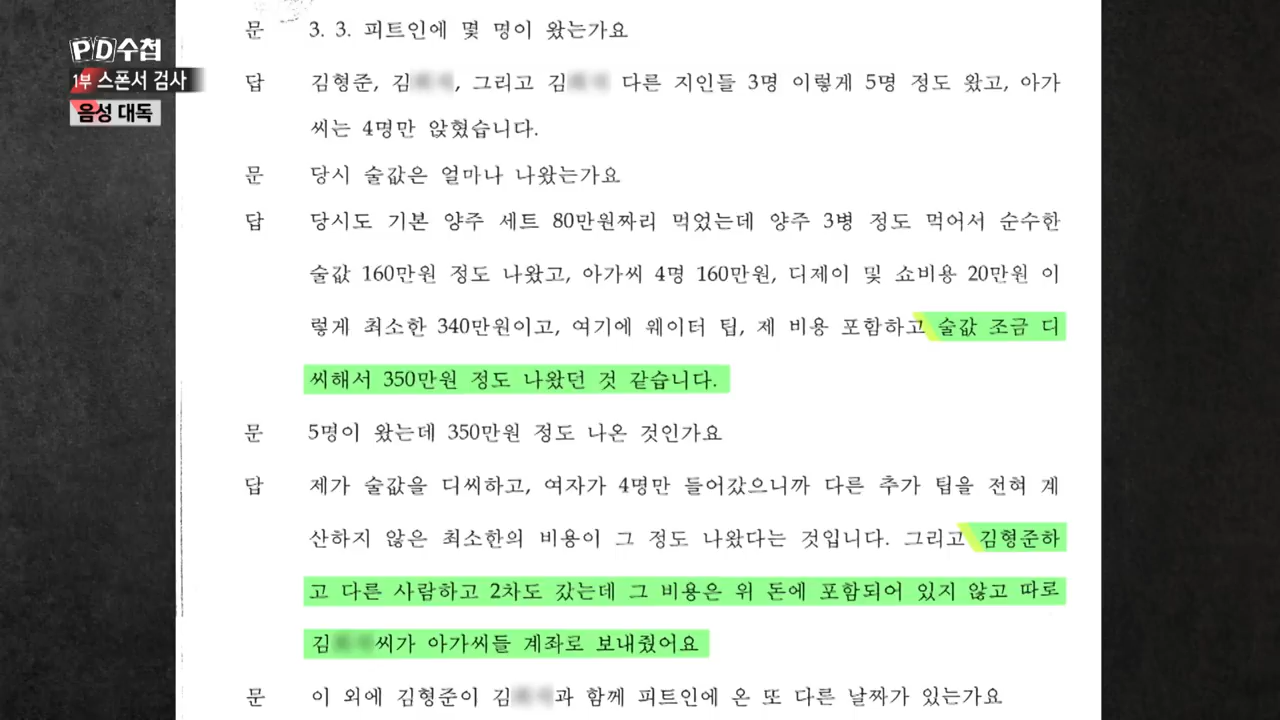 PD수첩
1부 스폰서 검사
음성 대독
문 3. 3. 피트인에 몇 명이 왔는가요
답 김형준, 김, 그리고 김 다른 지인들 3명 이렇게 5명 정도 왔고, 아가
씨는 4명만 앉혔습니다.
문 당시 술값은 얼마나 나왔는가요
답 당시도 기본 양주 세트 80만원짜리 먹었는데 양주 3병 정도 먹어서 순수한
술값 160만원 정도 나왔고, 아가씨 4명 160만원, 디제이 및 쇼비용 20만원 이
렇게 최소한 340만원이고, 여기에 웨이터 팁, 제 비용 포함하고 술값 조금 디
씨해서 350만원 정도 나왔던 것 같습니다.
문 5명이 왔는데 350만원 정도 나온 것인가요
답 제가 술값을 디씨하고, 여자가 4명만 들어갔으니까 다른 추가 팁을 전혀 계
산하지 않은 최소한의 비용이 그 정도 나왔다는 것입니다. 그리고 김형준하
고 다른 사람하고 2차도 갔는데 그 비용은 위 돈에 포함되어 있지 않고 따로
김씨가 아가씨들 계좌로 보내줬어요
문 이 외에 김형준이 김과 함께 피트인에 온 또 다른 날짜가 있는가요